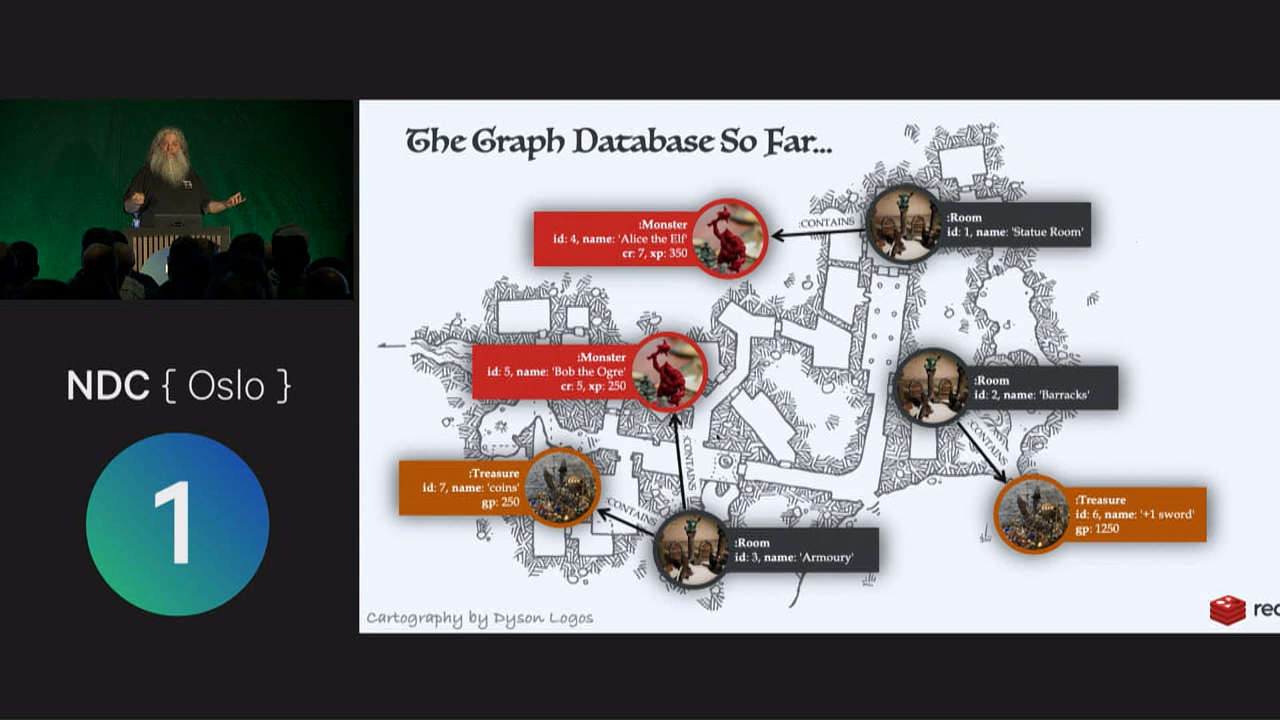 The Graph Database So Far...
:Monster
id: 4, name: 'Alice the Elf'
cr: 7, xp: 350
:CONTAINS
:Room
id: 1, name: 'Statue Room'
:Monster
id: 5, name: 'Bob the Ogre'
cr: 5, xp: 250
:Room
id: 2, name: 'Barracks'
NDC { Oslo }
:CONTAINS
:CONTAINS
:Treasure
id: 7, name: 'coins'
gp: 250
:CONTAINS
:Treasure
id: 6, name: '+1 sword'
gp: 1250
1
:Room
id: 3, name: 'Armoury'
Cartography by Dyson Logos